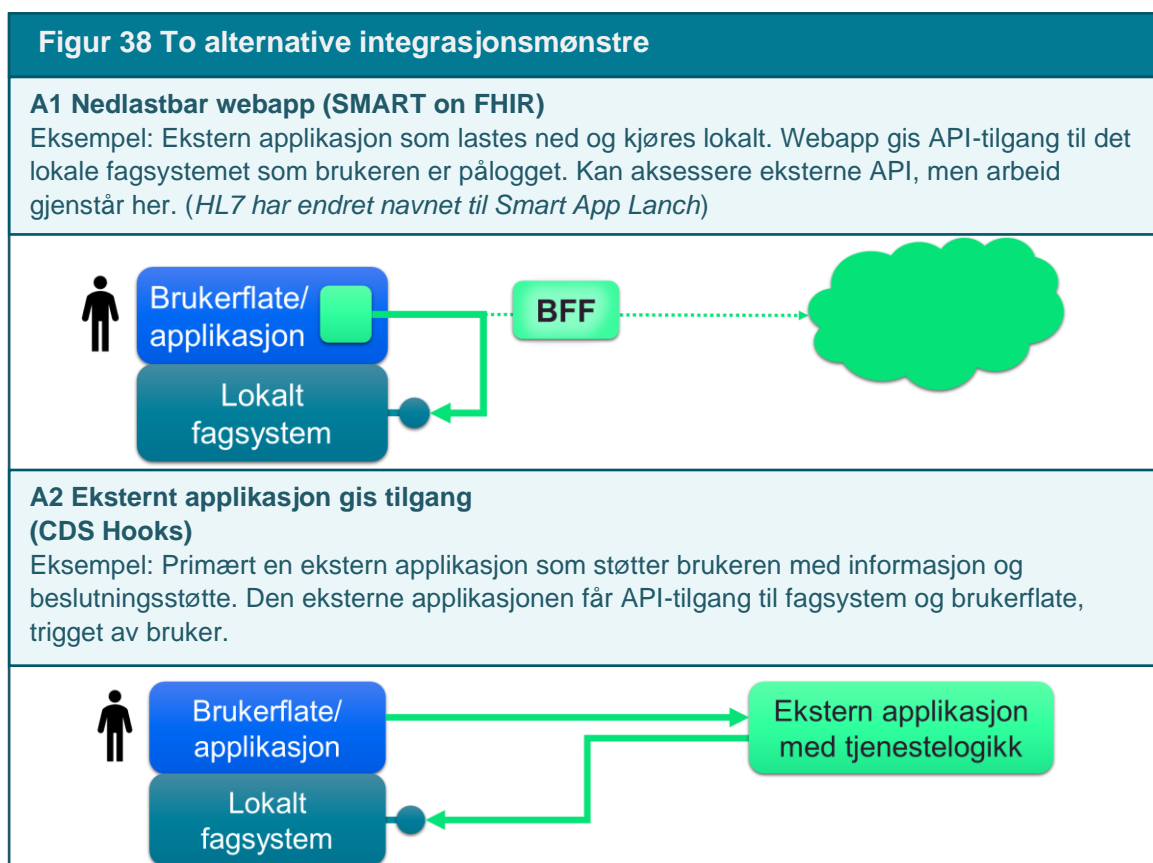 Figur 38 To alternative integrasjonsmønstre
A1 Nedlastbar webapp (SMART on FHIR)
Eksempel: Ekstern applikasjon som lastes ned og kjøres lokalt. Webapp gis API-tilgang til det
lokale fagsystemet som brukeren er pålogget. Kan aksessere eksterne API, men arbeid
gjenstår her. (HL7 har endret navnet til Smart App Lanch)
Brukerflate/
applikasjon
BFF
Lokalt
fagsystem
A2 Eksternt applikasjon gis tilgang
(CDS Hooks)
Eksempel: Primært en ekstern applikasjon som støtter brukeren med informasjon og
beslutningsstøtte. Den eksterne applikasjonen får API-tilgang til fagsystem og brukerflate,
trigget av bruker.
Brukerflate/
applikasjon
Ekstern applikasjon
med tjenestelogikk
Lokalt
fagsystem